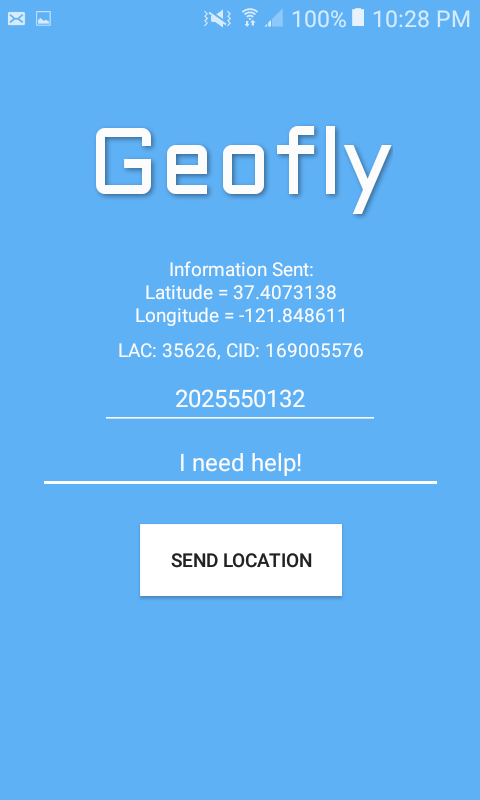 100% 10:28 PM
Geofly
Information Sent:
Latitude = 37.4073138
Longitude = -121.848611
LAC: 35626, CID: 169005576
2025550132
I need help!
SEND LOCATION